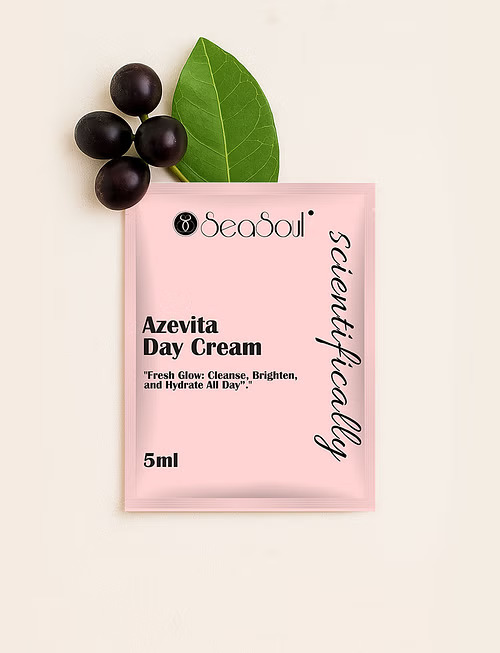 SeaSoul
scientifically
Azevita
Day Cream
"Fresh Glow: Cleanse, Brighten,
and Hydrate All Day"."
5ml